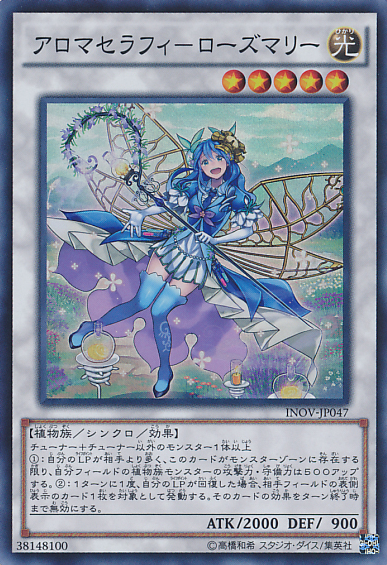 アロマセラフィーローズマリー
光
INOV-JP047
【植物族／シンクロ／効果】
チューナー＋チューナー以外のモンスター１体以上
①：自分のLPが相手より多く、このカードがモンスターゾーンに存在する
限り、自分フィールドの植物族モンスターの攻撃力・守備力は５００アップ
する。②：１ターンに１度、自分のLPが回復した場合、相手フィールドの表側
表示のカード１枚を対象として発動する。そのカードの効果をターン終了
時まで無効にする。
ATK/2000 DEF/ 900
38148100
©高橋和希 スタジオ・ダイス/集英社